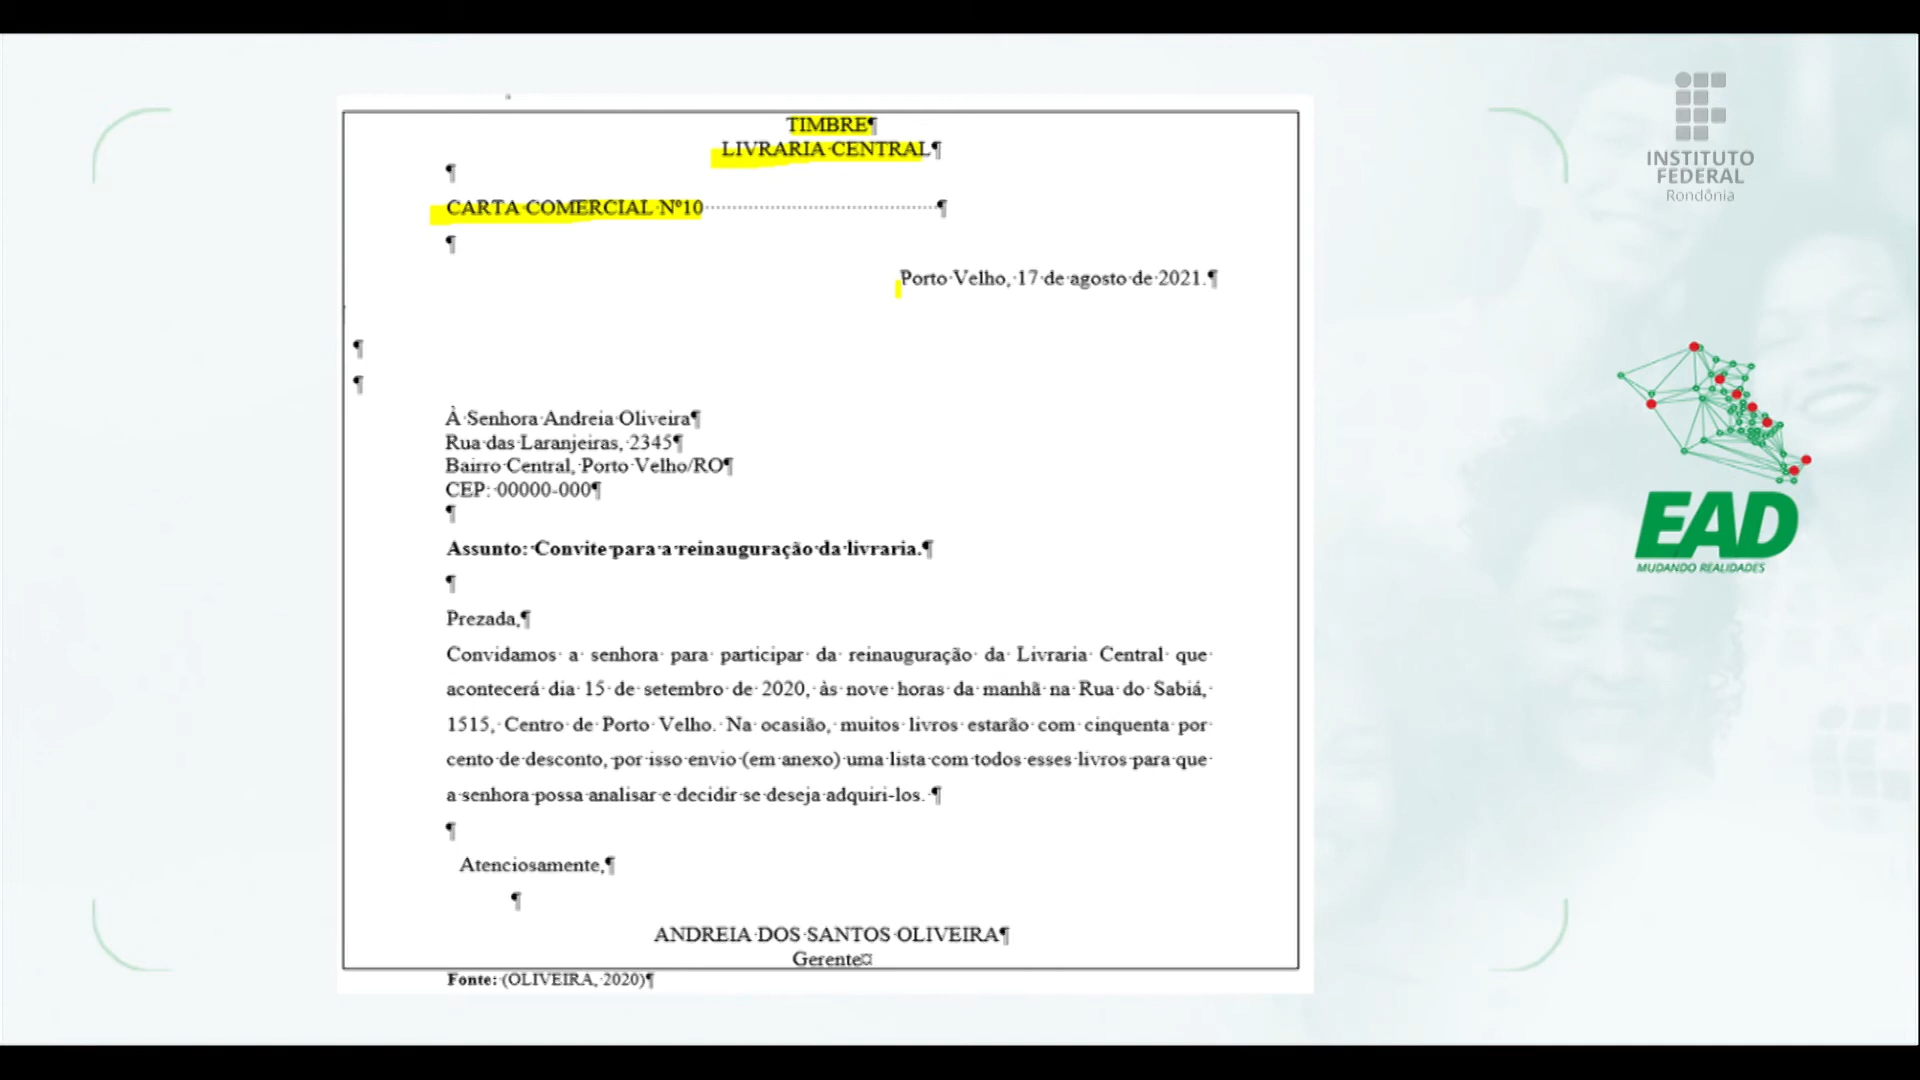 TIMBRE¶
LIVRARIA CENTRAL¶
¶
CARTA COMERCIAL Nº10¶
¶
Porto Velho, 17 de agosto de 2021.¶
¶
¶
À Senhora Andreia Oliveira¶
Rua das Laranjeiras, 2345¶
Bairro Central, Porto Velho/RO¶
CEP: 00000-000¶
¶
Assunto: Convite para a reinauguração da livraria.¶
¶
Prezada,¶
Convidamos a senhora para participar da reinauguração da Livraria Central que
acontecerá dia 15 de setembro de 2020, às nove horas da manhã na Rua do Sabiá,
1515, Centro de Porto Velho. Na ocasião, muitos livros estarão com cinquenta por
cento de desconto, por isso envio (em anexo) uma lista com todos esses livros para que
a senhora possa analisar e decidir se deseja adquiri-los. ¶
¶
Atenciosamente,¶
¶
ANDREIA DOS SANTOS OLIVEIRA¶
Gerente¤
Fonte: (OLIVEIRA, 2020)¶
INSTITUTO
FEDERAL
Rondônia
EAD
MUDANDO REALIDADES